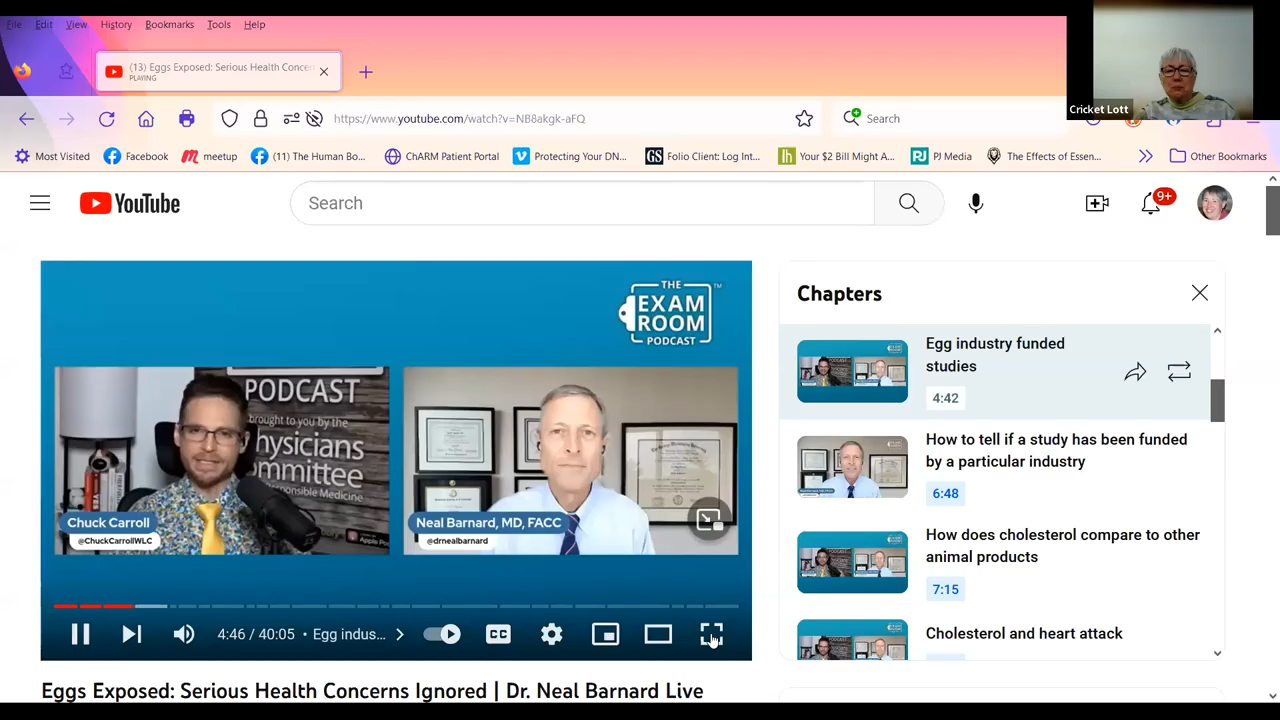 File Edit View History Bookmarks Tools Help
(13) Eggs Exposed: Serious Health Concer
PLAYING
Cricket Lott
https://www.youtube.com/watch?v=NB8akgk-aFQ
Search
Most Visited Facebook meetup (11) The Human Bo... ChARM Patient Portal Protecting Your DN... Folio Client: Log Int... Your $2 Bill Might A... PJ Media The Effects of Essen... Other Bookmarks
YouTube
Search
9+
THE
EXAM
ROOM
PODCAST
TM
PODCAST
brought to you by the
hysicians
ommittee
Chuck Carroll
@ChuckCarrollWLC
Neal Barnard, MD, FACC
@drnealbarnard
4:46 / 40:05 • Egg indus...
CC
Chapters
Egg industry funded
studies
4:42
How to tell if a study has been funded
by a particular industry
6:48
How does cholesterol compare to other
animal products
7:15
Cholesterol and heart attack
Eggs Exposed: Serious Health Concerns Ignored | Dr. Neal Barnard Live